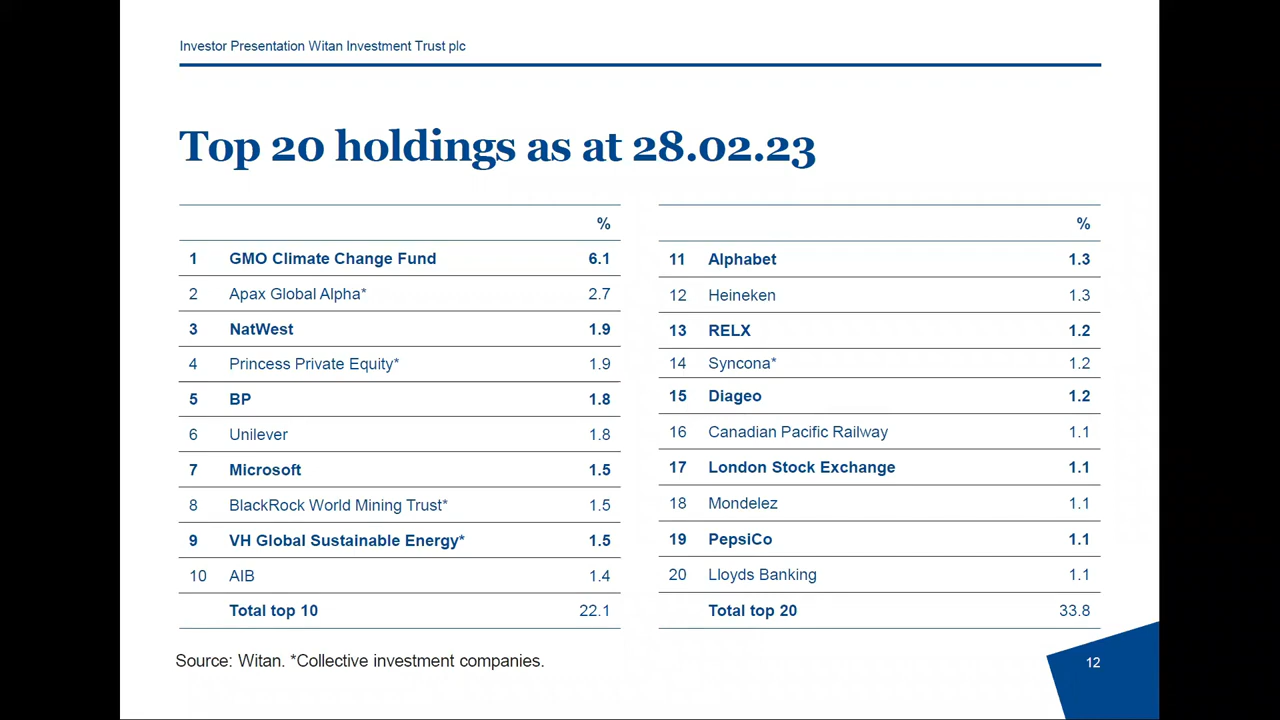 Investor Presentation Witan Investment Trust plc
Top 20 holdings as at 28.02.23
%
1 GMO Climate Change Fund 6.1
2 Apax Global Alpha* 2.7
3 NatWest 1.9
4 Princess Private Equity* 1.9
5 BP 1.8
6 Unilever 1.8
7 Microsoft 1.5
8 BlackRock World Mining Trust* 1.5
9 VH Global Sustainable Energy* 1.5
10 AIB 1.4
Total top 10 22.1
%
11 Alphabet 1.3
12 Heineken 1.3
13 RELX 1.2
14 Syncona* 1.2
15 Diageo 1.2
16 Canadian Pacific Railway 1.1
17 London Stock Exchange 1.1
18 Mondelez 1.1
19 PepsiCo 1.1
20 Lloyds Banking 1.1
Total top 20 33.8
Source: Witan. *Collective investment companies.
12